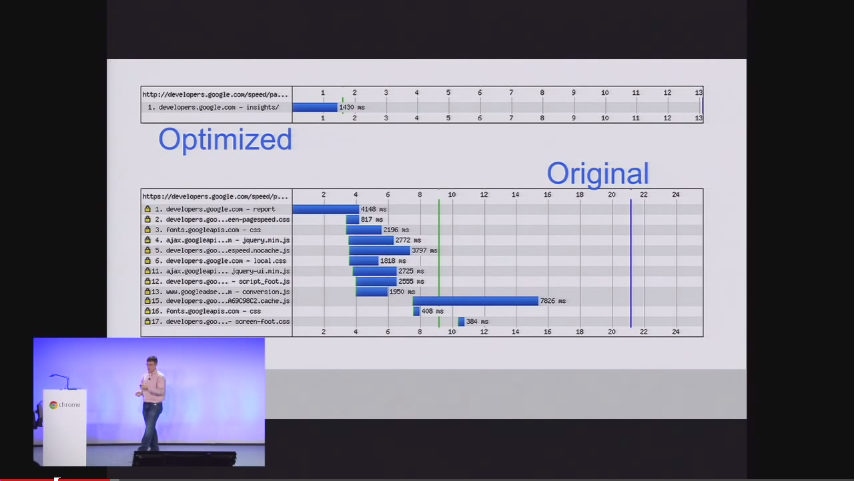 1 2 3 4 5 6 7 8 9 10 11 12 13
http://developers.google.com/speed/pa...
1. developers.google.com – insights/ 1430 ms
1 2 3 4 5 6 7 8 9 10 11 12 13
Optimized
Original
https://developers.google.com/speed/p... 2 4 6 8 10 12 14 16 18 20 22 24
1. developers.google.com – report 4148 ms
2. developers.goo...een-pagespeed.css 817 ms
3. fonts.googleapis.com – css 2196 ms
4. ajax.googleapi...m – jquery.min.js 2772 ms
5. developers.goo...espeed.nocache.js 3797 ms
6. developers.google.com – local.css 1818 ms
11. ajax.googleapi... jquery-ui.min.js 2725 ms
12. developers.goo... – script_foot.js 2555 ms
13. www.googleadse...m – conversion.js 1950 ms
15. developers.goo...A69C98C2.cache.js 7826 ms
16. fonts.googleapis.com – css 408 ms
17. developers.goo...– screen-foot.css 384 ms
2 4 6 8 10 12 14 16 18 20 22 24
chrome